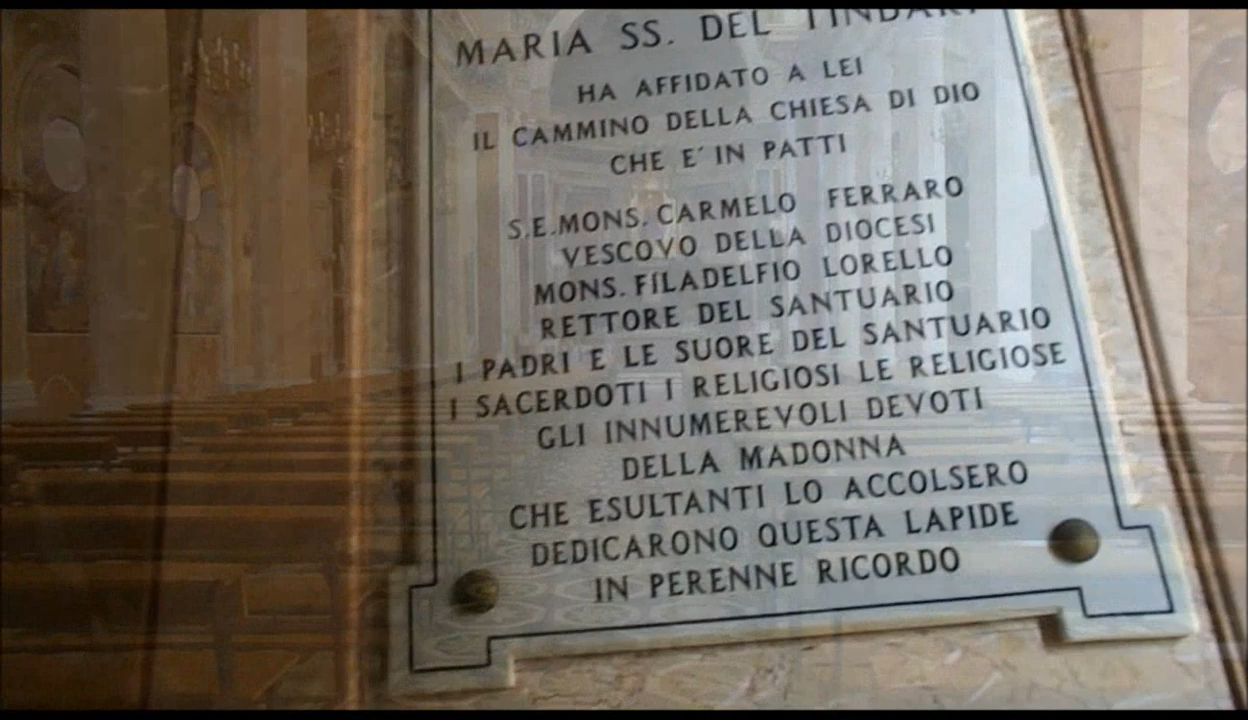 MARIA SS. DEL TINDARI
HA AFFIDATO A LEI
IL CAMMINO DELLA CHIESA DI DIO
CHE E´ IN PATTI
S.E.MONS. CARMELO FERRARO
VESCOVO DELLA DIOCESI
MONS. FILADELFIO LORELLO
RETTORE DEL SANTUARIO
I PADRI E LE SUORE DEL SANTUARIO
I SACERDOTI I RELIGIOSI LE RELIGIOSE
GLI INNUMEREVOLI DEVOTI
DELLA MADONNA
CHE ESULTANTI LO ACCOLSERO
DEDICARONO QUESTA LAPIDE
IN PERENNE RICORDO